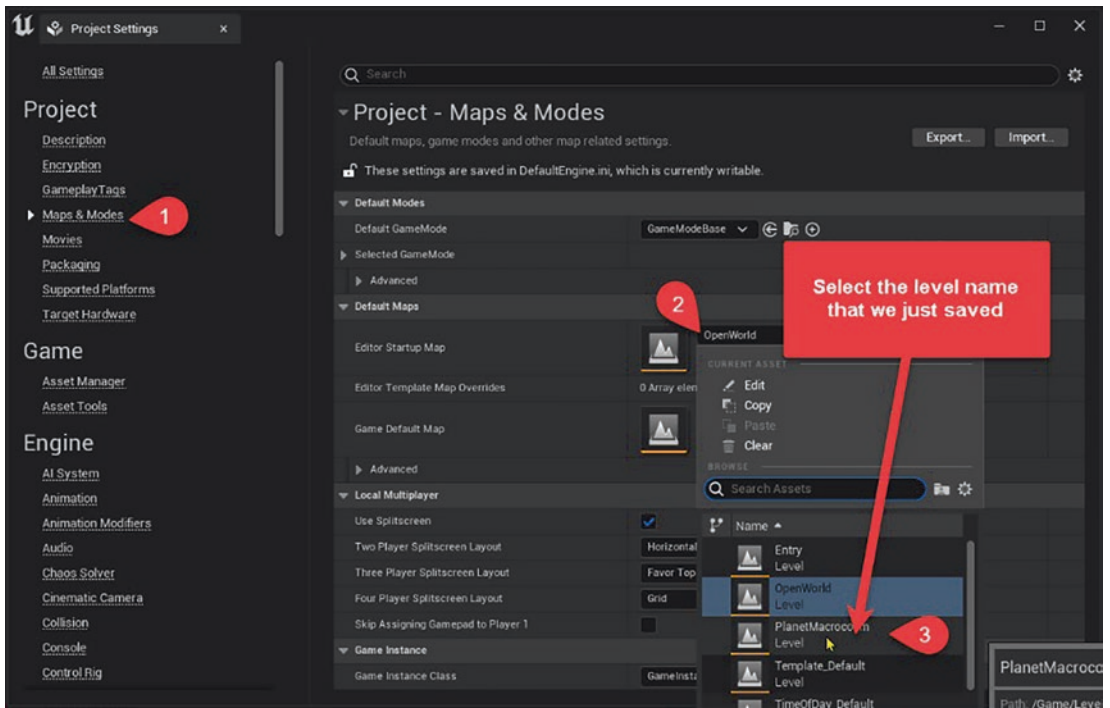 Project Settings
All Settings
Project
Description
Encryption
GameplayTags
Maps & Modes
1
Movies
Packaging
Supported Platforms
Target Hardware
Game
Asset Manager
Asset Tools
Engine
AI System
Animation
Animation Modifiers
Audio
Chaos Solver
Cinematic Camera
Collision
Console
Control Rig
Search
Project - Maps & Modes
Default maps, game modes and other map related settings.
Export...
Import...
These settings are saved in DefaultEngine.ini, which is currently writable.
Default Modes
Default GameMode
GameModeBase
Selected GameMode
Advanced
Default Maps
2
Select the level name
that we just saved
Editor Startup Map
OpenWorld
CURRENT ASSET
Edit
Copy
Paste
Clear
BROWSE
Search Assets
Name
Entry
Level
OpenWorld
Level
Level
3
Template_Default
Level
TimeOfDay_Default
Editor Template Map Overrides
0 Array elem
Game Default Map
Advanced
Local Multiplayer
Use Splitscreen
Two Player Splitscreen Layout
Horizontal
Three Player Splitscreen Layout
Favor Top
Four Player Splitscreen Layout
Grid
Skip Assigning Gamepad to Player 1
Game Instance
Game Instance Class
GameInsta
PlanetMacroco
Path: /Game/Leve